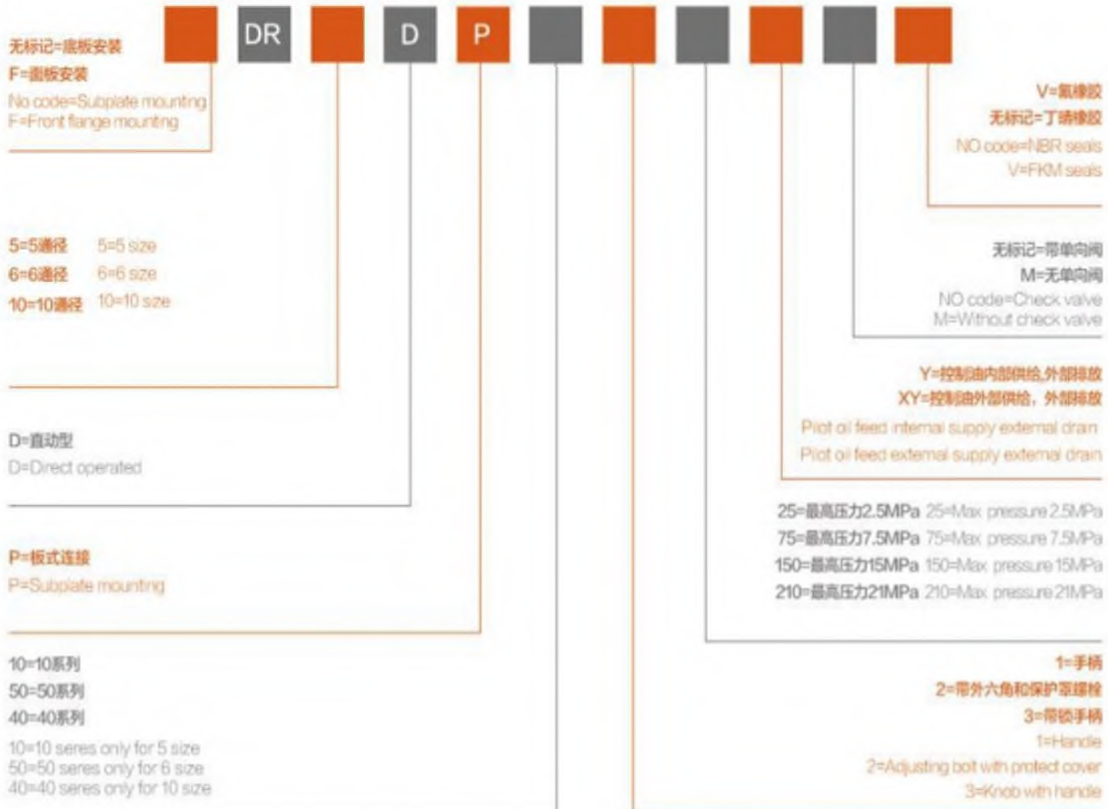 DR D P
无标记=底板安装
F=面板安装
No code=Subplate mounting
F=Front flange mounting
5=5通径 5=5 size
6=6通径 6=6 size
10=10通径 10=10 size
D=直动型
D=Direct operated
P=板式连接
P=Subplate mounting
10=10系列
50=50系列
40=40系列
10=10 seres only for 5 size
50=50 seres only for 6 size
40=40 seres only for 10 size
V=氟橡胶
无标记=丁晴橡胶
NO code=NBR seals
V=FKM seals
无标记=带单向阀
M=无单向阀
NO code=Check valve
M=Without check valve
Y=控制油内部供给,外部排放
XY=控制油外部供给，外部排放
Pilot oil feed internal supply external drain
Pilot oil feed external supply external drain
25=最高压力2.5MPa 25=Max pressure 2.5MPa
75=最高压力7.5MPa 75=Max pressure 7.5MPa
150=最高压力15MPa 150=Max pressure 15MPa
210=最高压力21MPa 210=Max pressure 21MPa
1=手柄
2=带外六角和保护罩螺栓
3=带锁手柄
1=Handle
2=Adjusting bolt with protect cover
3=Knob with handle